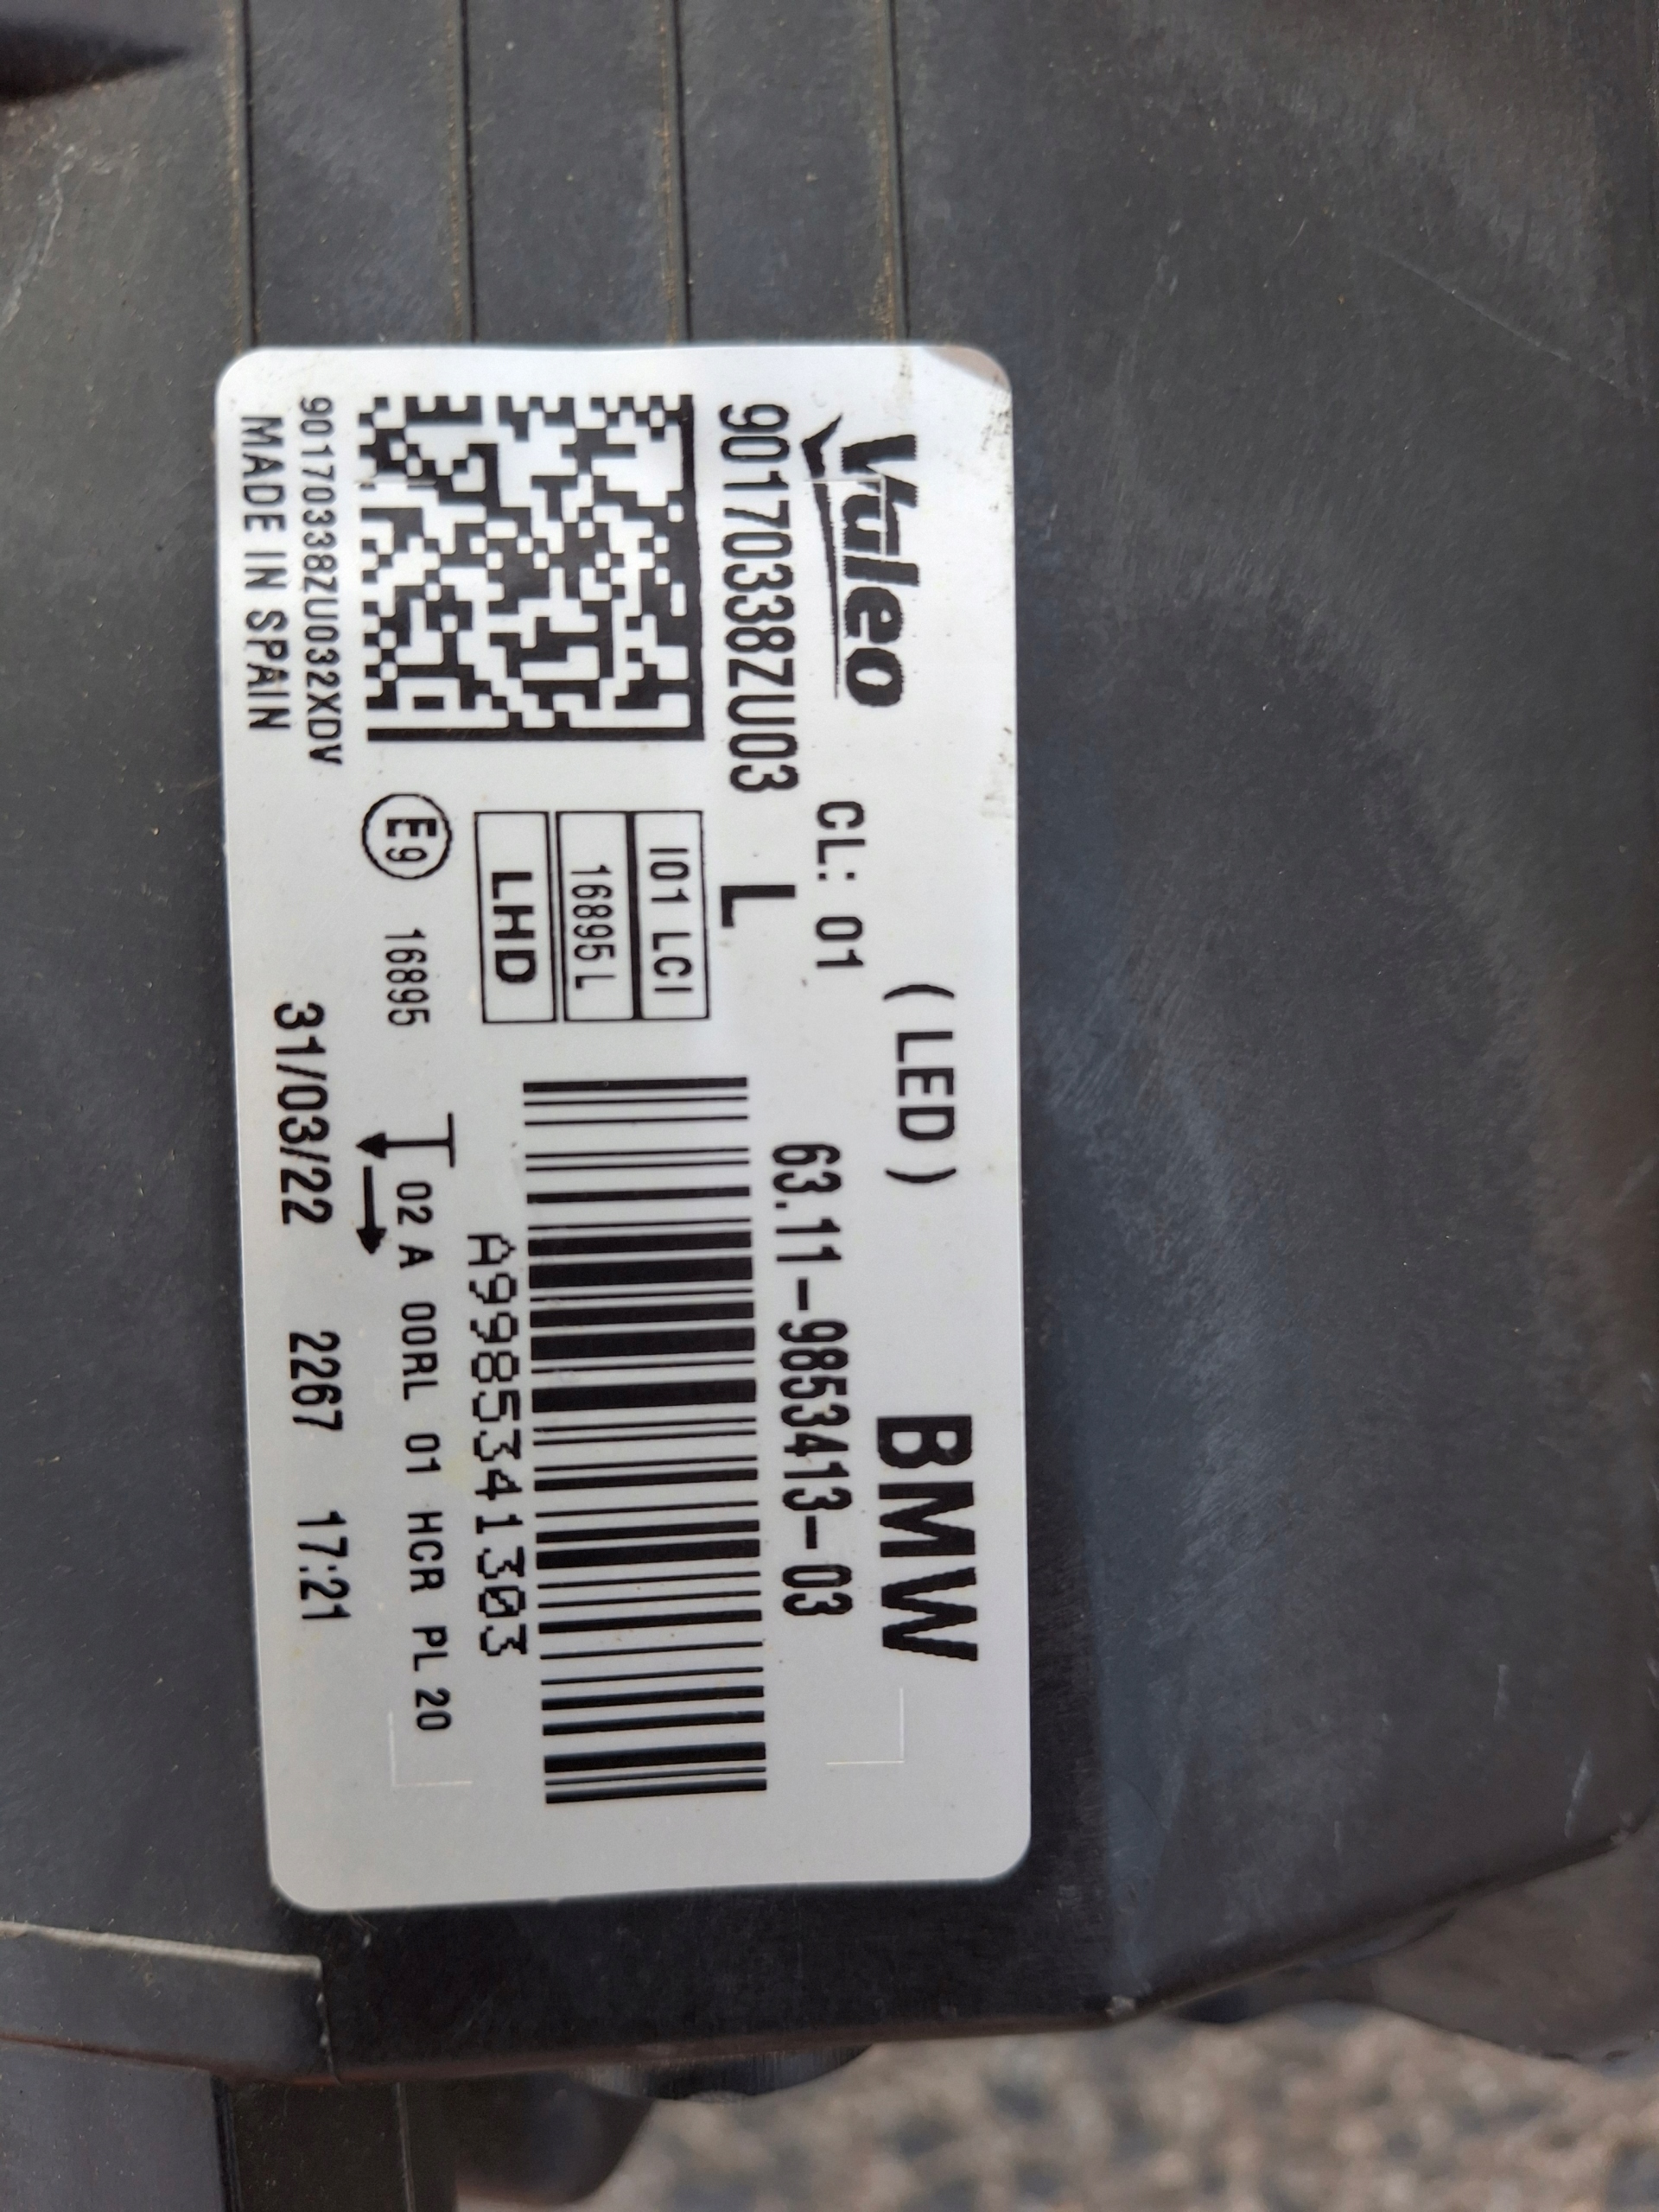 Valeo
( LED )
BMW
CL: 01
90170338ZU03
L
63.11-9853413-03
I01 LCI
16895 L
LHD
A9985341303
E9 16895
02 A 00RL 01 HCR PL 20
90170338ZU032XDV
MADE IN SPAIN
31/03/22 2267 17:21